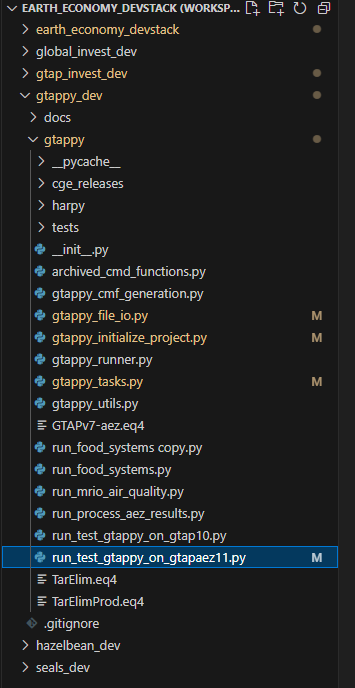 EARTH_ECONOMY_DEVSTACK (WORKSP...
earth_economy_devstack
global_invest_dev
gtap_invest_dev
gtappy_dev
docs
gtappy
__pycache__
cge_releases
harpy
tests
__init__.py
archived_cmd_functions.py
gtappy_cmf_generation.py
gtappy_file_io.py M
gtappy_initialize_project.py M
gtappy_runner.py
gtappy_tasks.py M
gtappy_utils.py
GTAPv7-aez.eq4
run_food_systems copy.py
run_food_systems.py
run_mrio_air_quality.py
run_process_aez_results.py
run_test_gtappy_on_gtap10.py
run_test_gtappy_on_gtapaez11.py M
TarElim.eq4
TarElimProd.eq4
.gitignore
hazelbean_dev
seals_dev